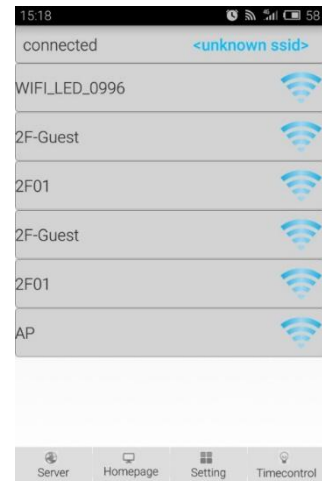 15:18 58
connected <unknown ssid>
WIFI_LED_0996
2F-Guest
2F01
2F-Guest
2F01
AP
Server Homepage Setting Timecontrol